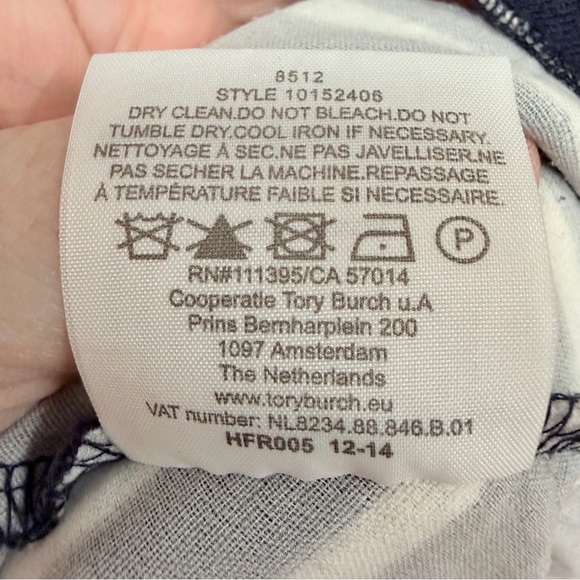 8512
STYLE 10152406
DRY CLEAN.DO NOT BLEACH.DO NOT
TUMBLE DRY.COOL IRON IF NECESSARY.
NETTOYAGE À SEC.NE PAS JAVELLISER.NE
PAS SECHER LA MACHINE.REPASSAGE
À TEMPÉRATURE FAIBLE SI NECESSAIRE.
P
RN#111395/CA 57014
Cooperatie Tory Burch u.A
Prins Bernharplein 200
1097 Amsterdam
The Netherlands
www.toryburch.eu
VAT number: NL8234.88.846.B.01
HFR005 12-14